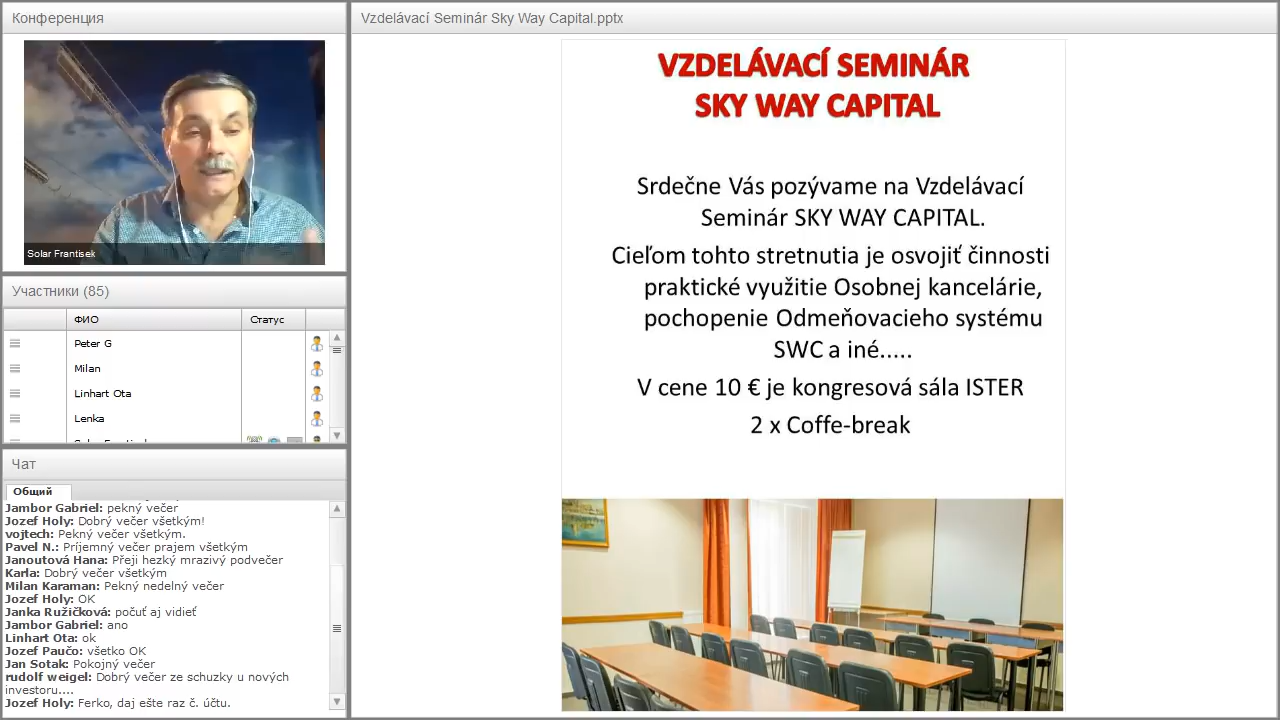 Конференция
Solar Frantisek
Участники (85)
ФИО Статус
Peter G
Milan
Linhart Ota
Lenka
Чат
Общий
Jambor Gabriel: pekný večer
Jozef Holy: Dobrý večer všetkým!
vojtech: Pekný večer všetkým.
Pavel N.: Príjemný večer prajem všetkým
Janoutová Hana: Přeji hezký mrazivý podvečer
Karla: Dobrý večer všetkým
Milan Karaman: Pekný nedelný večer
Jozef Holy: OK
Janka Ružičková: počuť aj vidieť
Jambor Gabriel: ano
Linhart Ota: ok
Jozef Paučo: všetko OK
Jan Sotak: Pokojný večer
rudolf weigel: Dobrý večer ze schuzky u nových
investoru....
Jozef Holy: Ferko, daj ešte raz č. účtu.
Vzdelávací Seminár Sky Way Capital.pptx
VZDELÁVACÍ SEMINÁR
SKY WAY CAPITAL
Srdečne Vás pozývame na Vzdelávací
Seminár SKY WAY CAPITAL.
Cieľom tohto stretnutia je osvojiť činnosti
praktické využitie Osobnej kancelárie,
pochopenie Odmeňovacieho systému
SWC a iné.....
V cene 10 € je kongresová sála ISTER
2 x Coffe-break